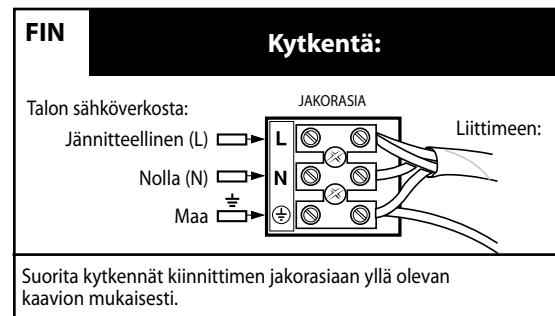 FIN
Kytkentä:
Talon sähköverkosta:
JAKORASIA
Liittimeen:
Jännitteellinen (L)
L
Nolla (N)
N
Maa
Suorita kytkennät kiinnittimen jakorasiaan yllä olevan
kaavion mukaisesti.